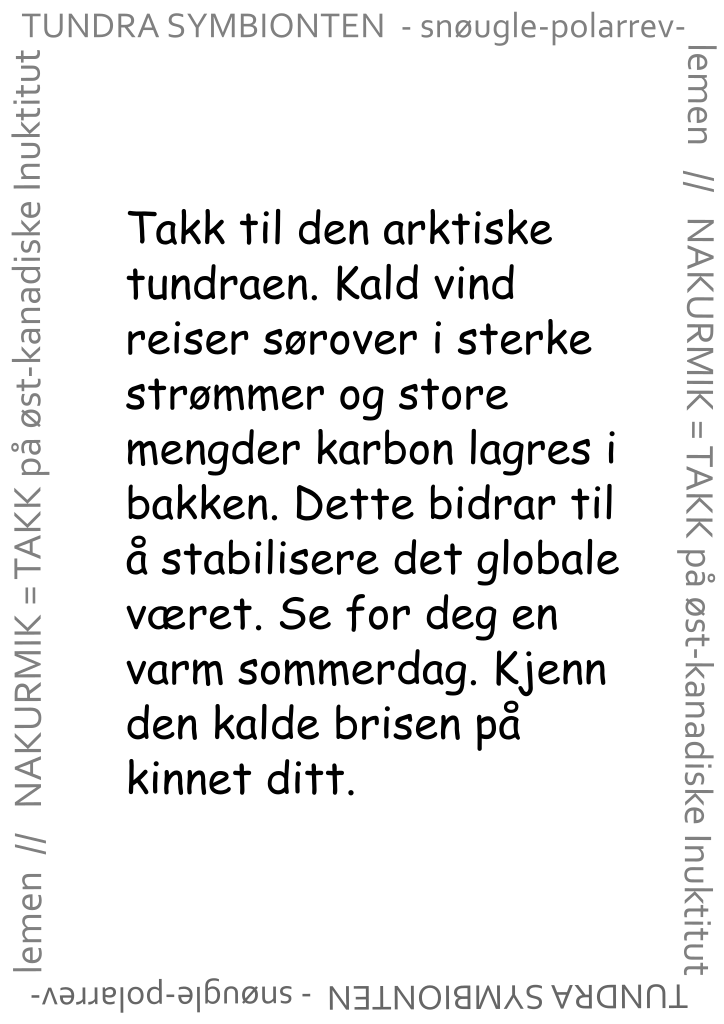 TUNDRA SYMBIONTEN - snøugle-polarrev-
lemen // NAKURMIK = TAKK på øst-kanadiske Inuktitut
Takk til den arktiske
tundraen. Kald vind
reiser sørover i sterke
strømmer og store
mengder karbon lagres i
bakken. Dette bidrar til
å stabilisere det globale
været. Se for deg en
varm sommerdag. Kjenn
den kalde brisen på
kinnet ditt.
TUNDRA SYMBIONTEN - snøugle-polarrev-
lemen // NAKURMIK = TAKK på øst-kanadiske Inuktitut